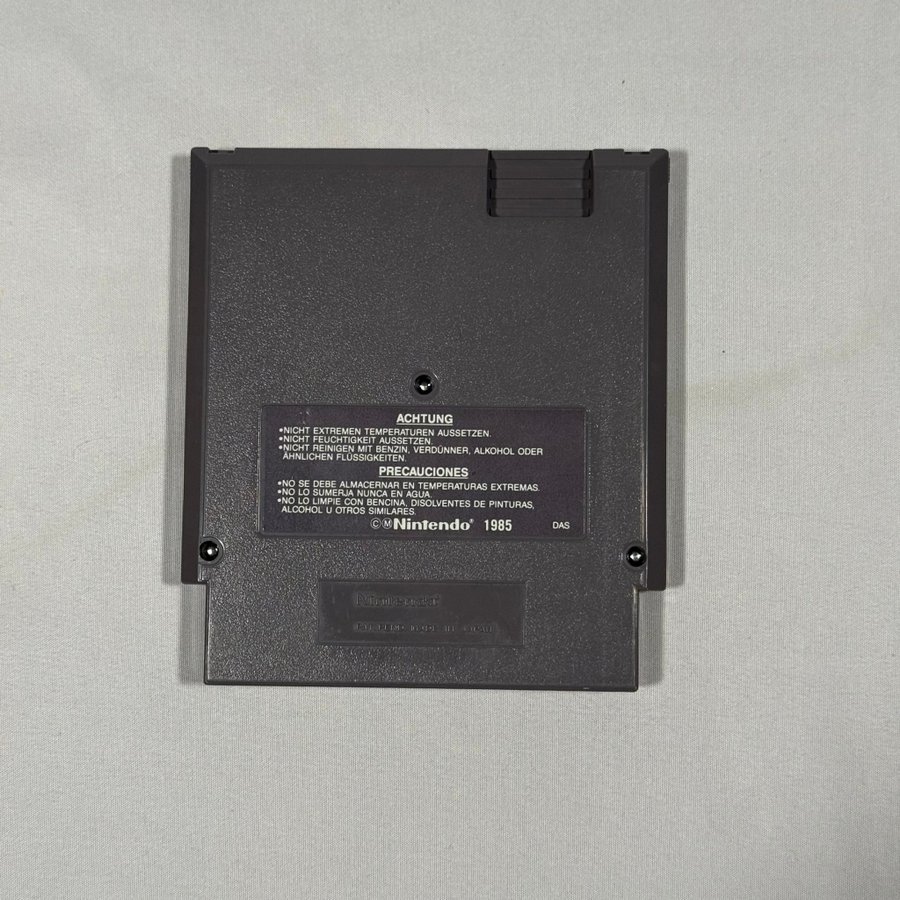 ACHTUNG
•NICHT EXTREMEN TEMPERATUREN AUSSETZEN.
•NICHT FEUCHTIGKEIT AUSSETZEN.
•NICHT REINIGEN MIT BENZIN, VERDÜNNER, ALKOHOL ODER
ÄHNLICHEN FLÜSSIGKEITEN.
PRECAUCIONES
•NO SE DEBE ALMACERNAR EN TEMPERATURAS EXTREMAS.
•NO LO SUMERJA NUNCA EN AGUA.
•NO LO LIMPIE CON BENCINA, DISOLVENTES DE PINTURAS,
ALCOHOL U OTROS SIMILARES.
ⒸⓂNintendo® 1985 DAS
Nintendo